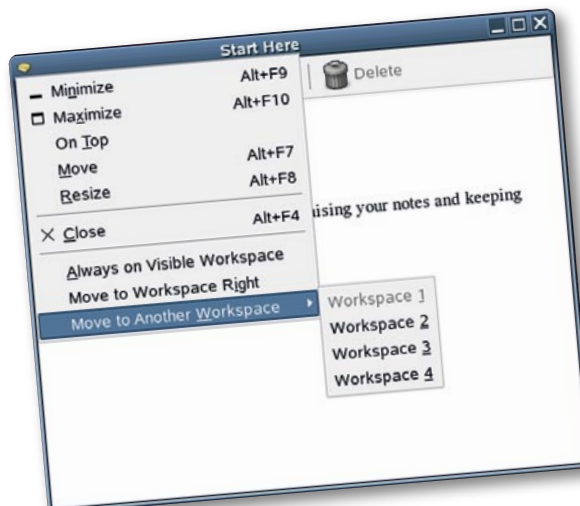 Start Here
Minimize Alt+F9
Maximize Alt+F10
On Top
Move Alt+F7
Resize Alt+F8
Close Alt+F4
Always on Visible Workspace
Move to Workspace Right
Move to Another Workspace
Delete
your notes and keeping
Workspace 1
Workspace 2
Workspace 3
Workspace 4